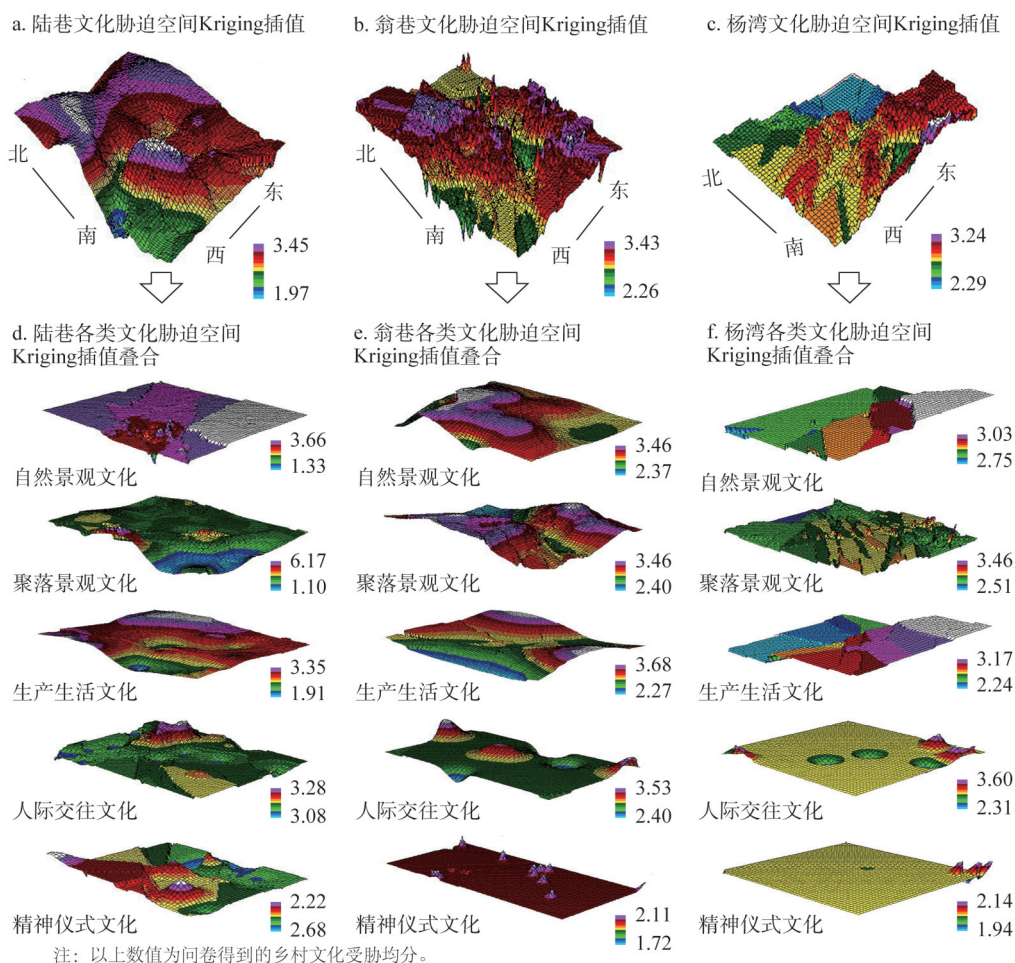 a. 陆巷文化胁迫空间Kriging插值
b. 翁巷文化胁迫空间Kriging插值
c. 杨湾文化胁迫空间Kriging插值
北
南
东
西
3.45
1.97
北
南
东
西
3.43
2.26
北
南
东
西
3.24
2.29
d. 陆巷各类文化胁迫空间
Kriging插值叠合
e. 翁巷各类文化胁迫空间
Kriging插值叠合
f. 杨湾各类文化胁迫空间
Kriging插值叠合
3.66
1.33
自然景观文化
3.46
2.37
自然景观文化
3.03
2.75
自然景观文化
6.17
1.10
聚落景观文化
3.46
2.40
聚落景观文化
3.46
2.51
聚落景观文化
3.35
1.91
生产生活文化
3.68
2.27
生产生活文化
3.17
2.24
生产生活文化
3.28
3.08
人际交往文化
3.53
2.40
人际交往文化
3.60
2.31
人际交往文化
2.22
2.68
精神仪式文化
2.11
1.72
精神仪式文化
2.14
1.94
精神仪式文化
注：以上数值为问卷得到的乡村文化受胁均分。